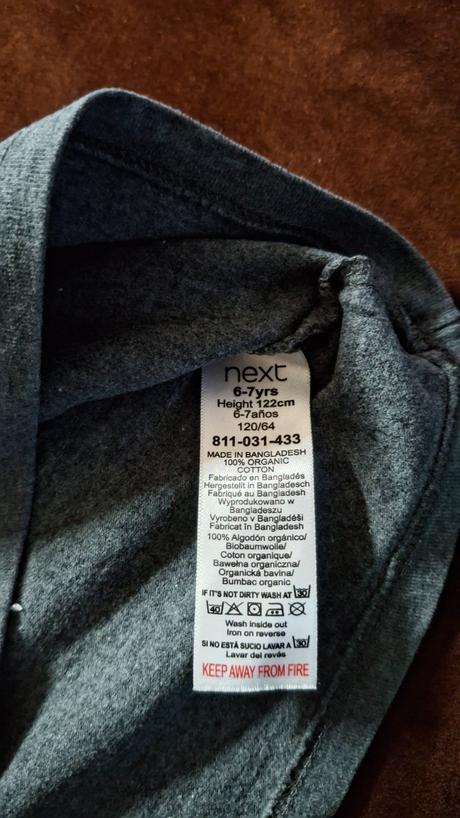 next
6-7yrs
Height 122cm
6-7años
120/64
811-031-433
MADE IN BANGLADESH
100% ORGANIC
COTTON
Fabricado en Bangladés
Hergestellt in Bangladesch
Fabriqué au Bangladesh
Wyprodukowano w
Bangladeszu
Vyrobeno v Bangladéši
Fabricat în Bangladesh
100% Algodón orgánico/
Biobaumwolle/
Coton organique/
Bawełna organiczna/
Organická bavlna/
Bumbac organic
IF IT'S NOT DIRTY WASH AT 30
40
Wash inside out
Iron on reverse
SI NO ESTÁ SUCIO LAVAR A 30
Lavar del revés
KEEP AWAY FROM FIRE